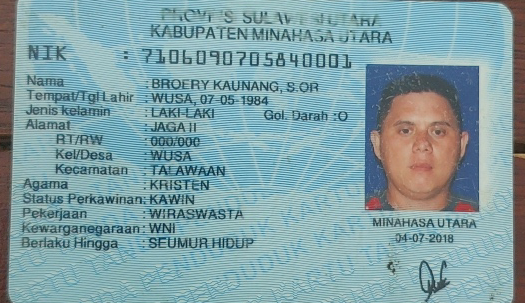 PROVINSI SULAWESI UTARA
KABUPATEN MINAHASA UTARA
NIK : 7106090705840001
Nama : BROERY KAUNANG, S.OR
Tempat/Tgl Lahir : WUSA, 07-05-1984
Jenis kelamin : LAKI-LAKI Gol. Darah :O
Alamat : JAGA II
RT/RW : 000/000
Kel/Desa : WUSA
Kecamatan : TALAWAAN
Agama : KRISTEN
Status Perkawinan: KAWIN
Pekerjaan : WIRASWASTA
Kewarganegaraan: WNI
Berlaku Hingga : SEUMUR HIDUP
MINAHASA UTARA
04-07-2018